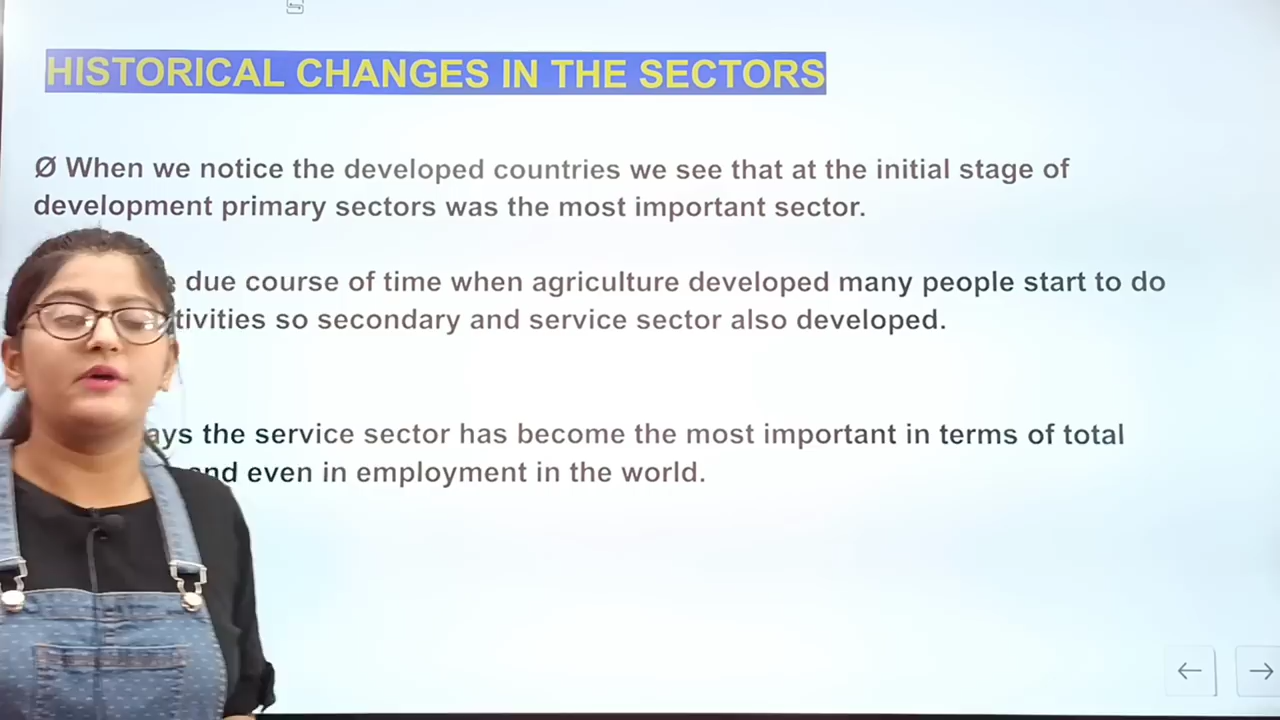 HISTORICAL CHANGES IN THE SECTORS
Ø When we notice the developed countries we see that at the initial stage of
development primary sectors was the most important sector.
due course of time when agriculture developed many people start to do
so secondary and service sector also developed.
the service sector has become the most important in terms of total
and even in employment in the world.